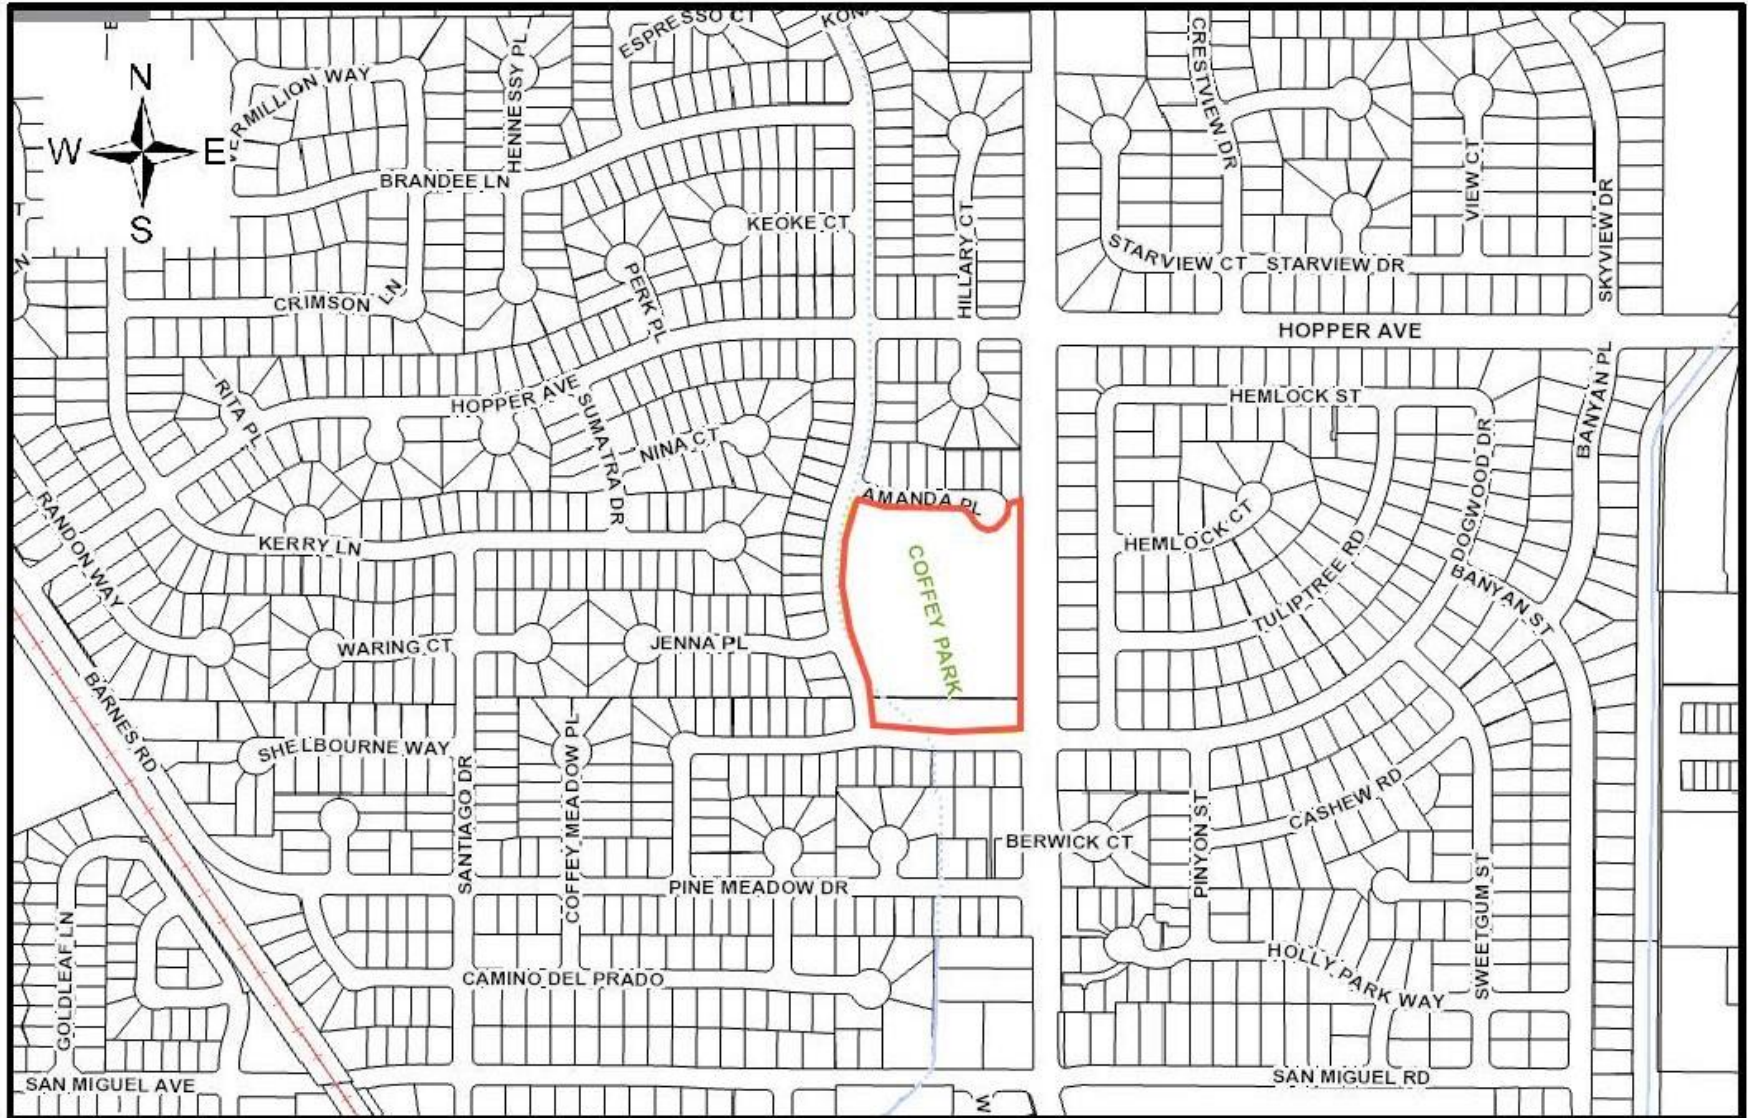 ESPRESSO CT
KONA
N
W
E
S
VERMILLION WAY
HENNESSY PL
CRESTVIEW DR
BRANDEE LN
VIEW CT
KEOKE CT
HILLARY CT
SKYVIEW DR
STARVIEW CT
STARVIEW DR
LN
PERK PL
CRIMSON LN
HOPPER AVE
RITA PL
HOPPER AVE
SUMATRA DR
NINA CT
HEMLOCK ST
BANYAN PL
DOGWOOD DR
AMANDA PL
RANDON WAY
KERRY LN
HEMLOCK CT
COFFEY PARK
TULIPTREE RD
BANYAN ST
WARING CT
JENNA PL
BARNES RD
SHELBOURNE WAY
SANTIAGO DR
COFFEY MEADOW PL
CASHEW RD
BERWICK CT
PINYON ST
PINE MEADOW DR
SWEETGUM ST
GOLDLEAF LN
CAMINO DEL PRADO
HOLLY PARK WAY
SAN MIGUEL AVE
SAN MIGUEL RD
W